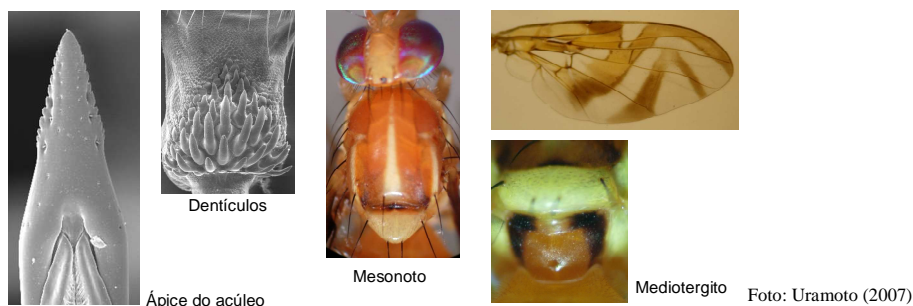 Dentículos
Mesonoto
Ápice do acúleo
Mediotergito
Foto: Uramoto (2007)